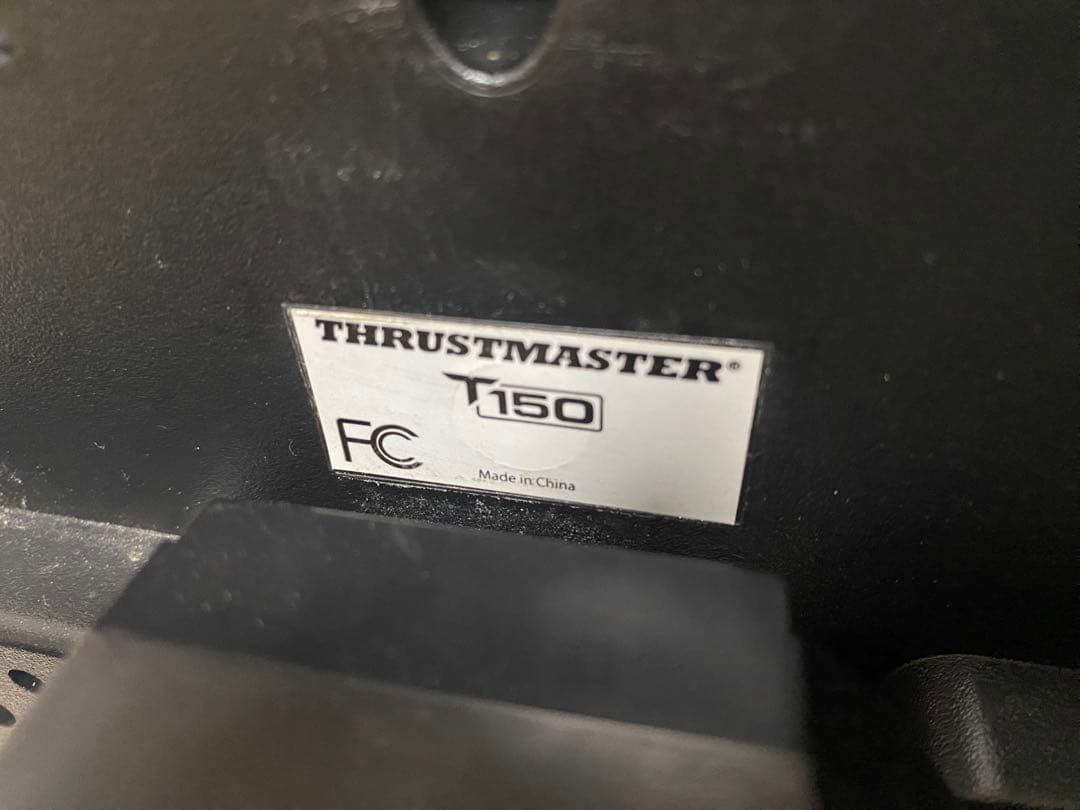 THRUSTMASTER®
T150
FC
Made in China